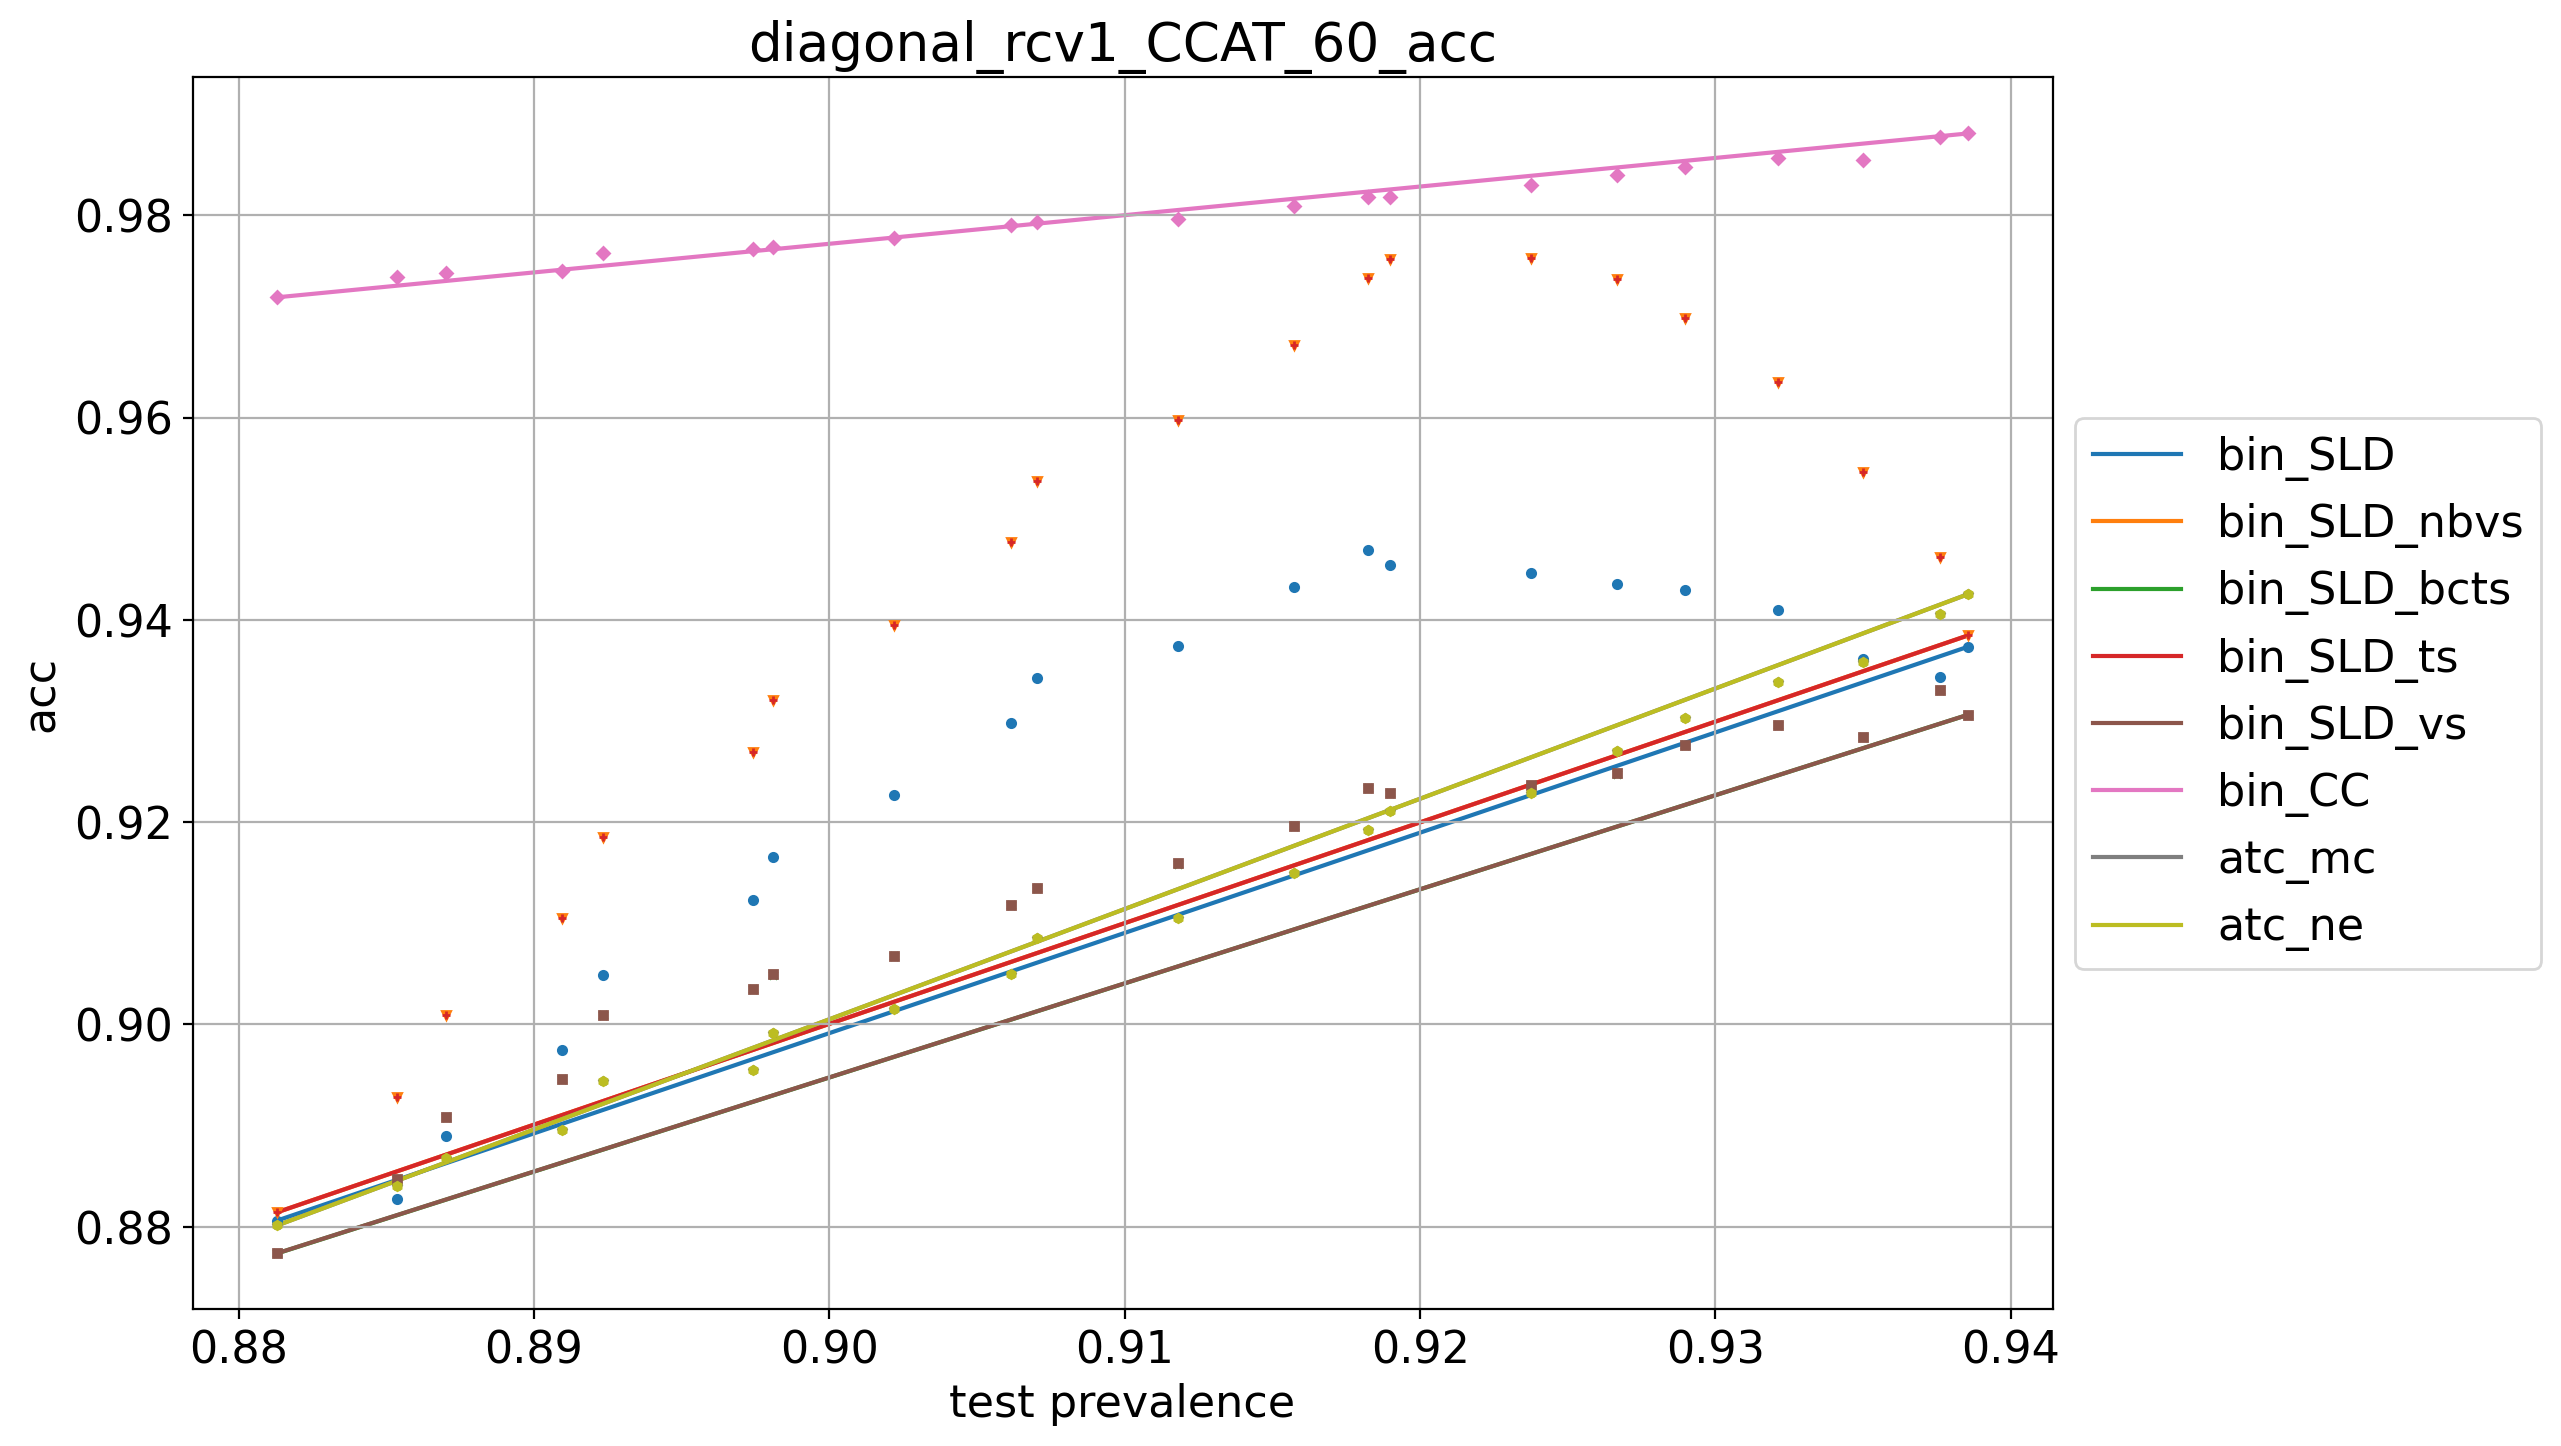 diagonal_rcv1_CCAT_60_acc
acc
0.98
0.96
0.94
0.92
0.90
0.88
0.88 0.89 0.90 0.91 0.92 0.93 0.94
test prevalence
bin_SLD
bin_SLD_nbvs
bin_SLD_bcts
bin_SLD_ts
bin_SLD_vs
bin_CC
atc_mc
atc_ne